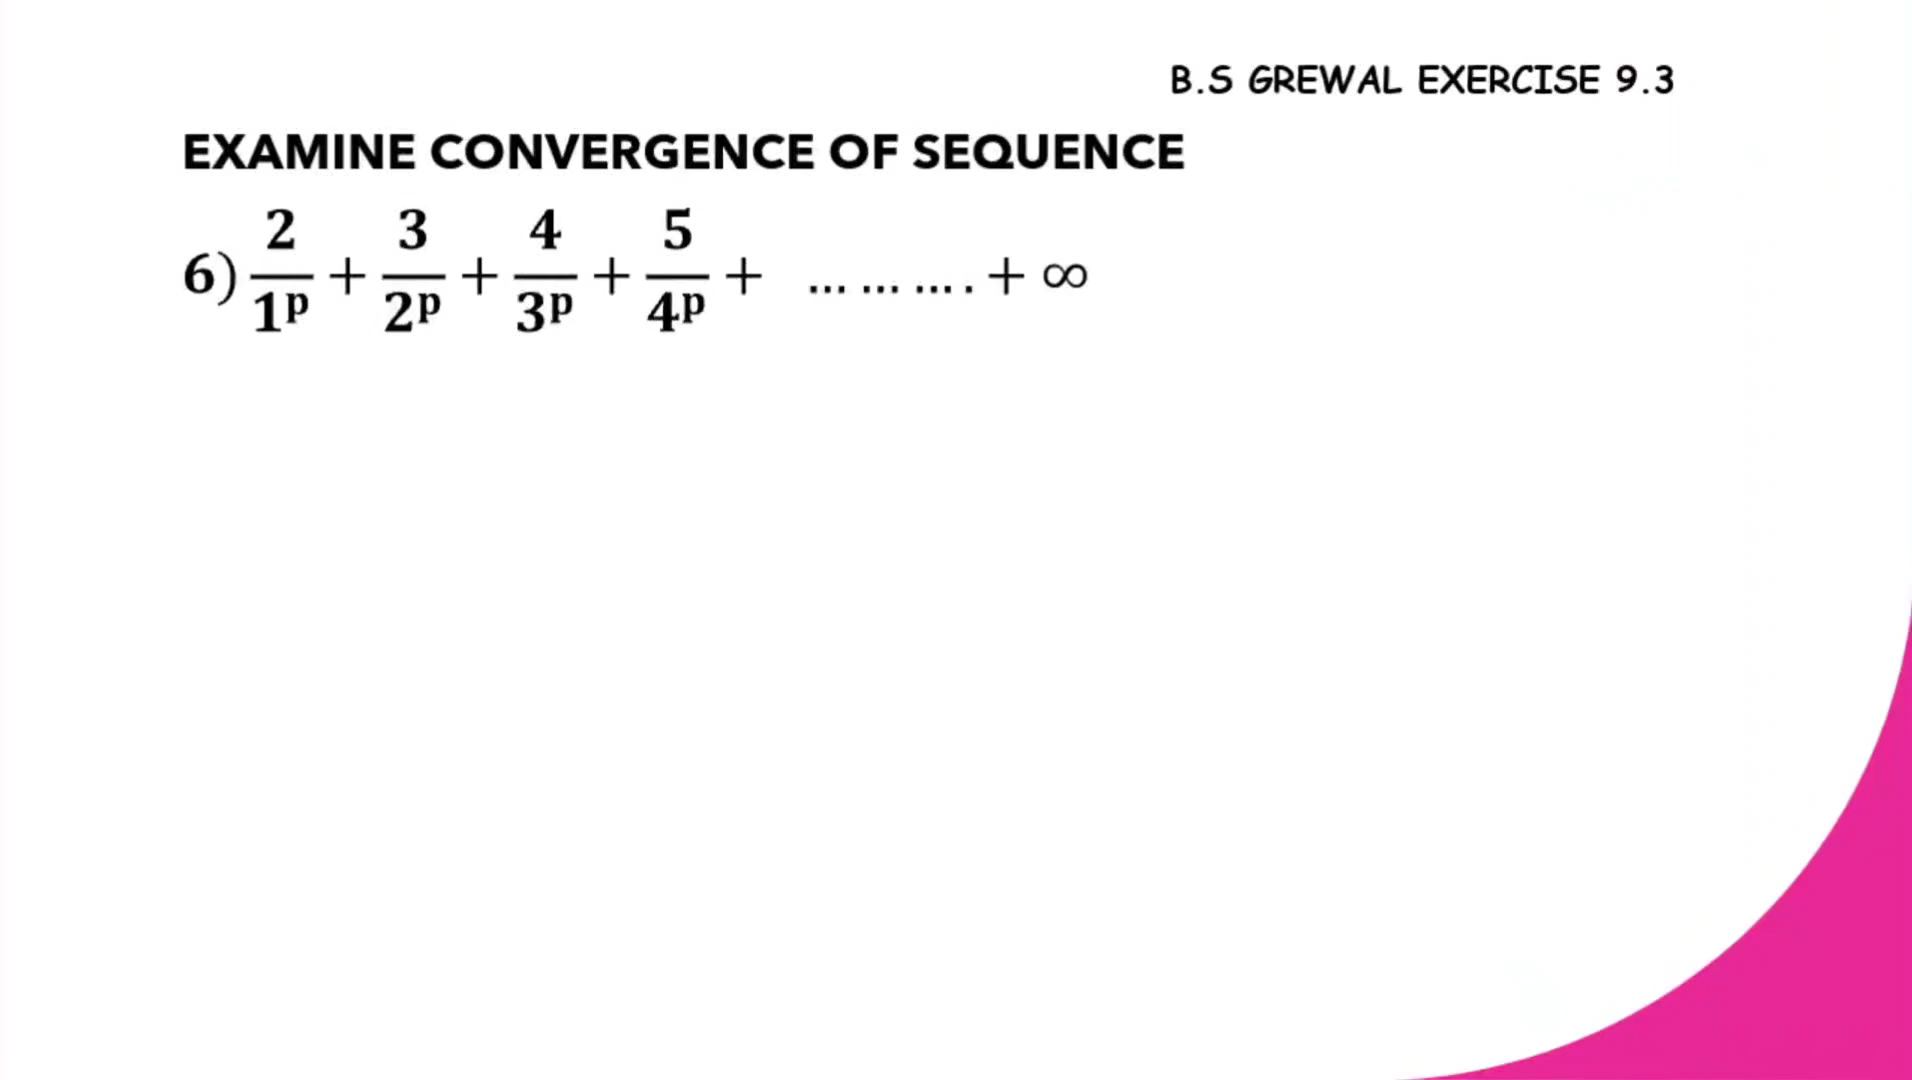 B.S GREWAL EXERCISE 9.3
EXAMINE CONVERGENCE OF SEQUENCE
6) 2/1^p + 3/2^p + 4/3^p + 5/4^p + ... ... ... . + ∞